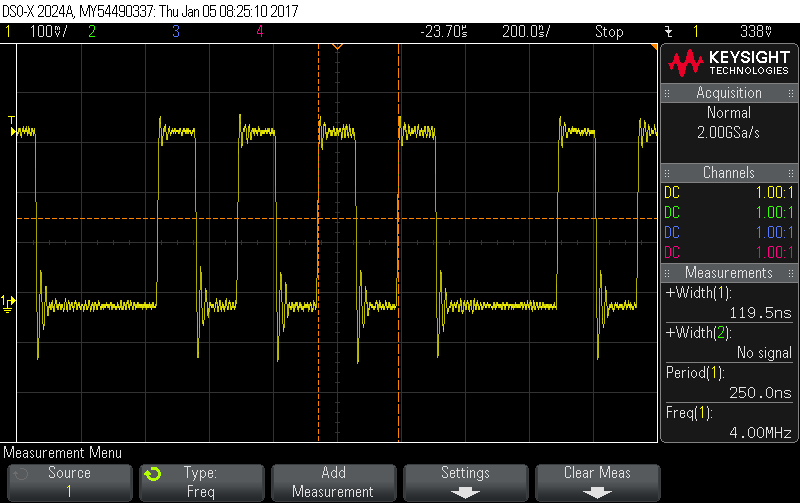 DSO-X 2024A, MY54490337: Thu Jan 05 08:25:10 2017
1 100V/ 2 3 4 -23.70s 200.0s/ Stop 1 338V
T
1
KEYSIGHT
TECHNOLOGIES
Acquisition
Normal
2.00GSa/s
Channels
DC 1.00:1
DC 1.00:1
DC 1.00:1
DC 1.00:1
Measurements
+Width(1):
119.5ns
+Width(2):
No signal
Period(1):
250.0ns
Freq(1):
4.00MHz
Measurement Menu
Source
1
Type:
Freq
Add
Measurement
Settings
Clear Meas